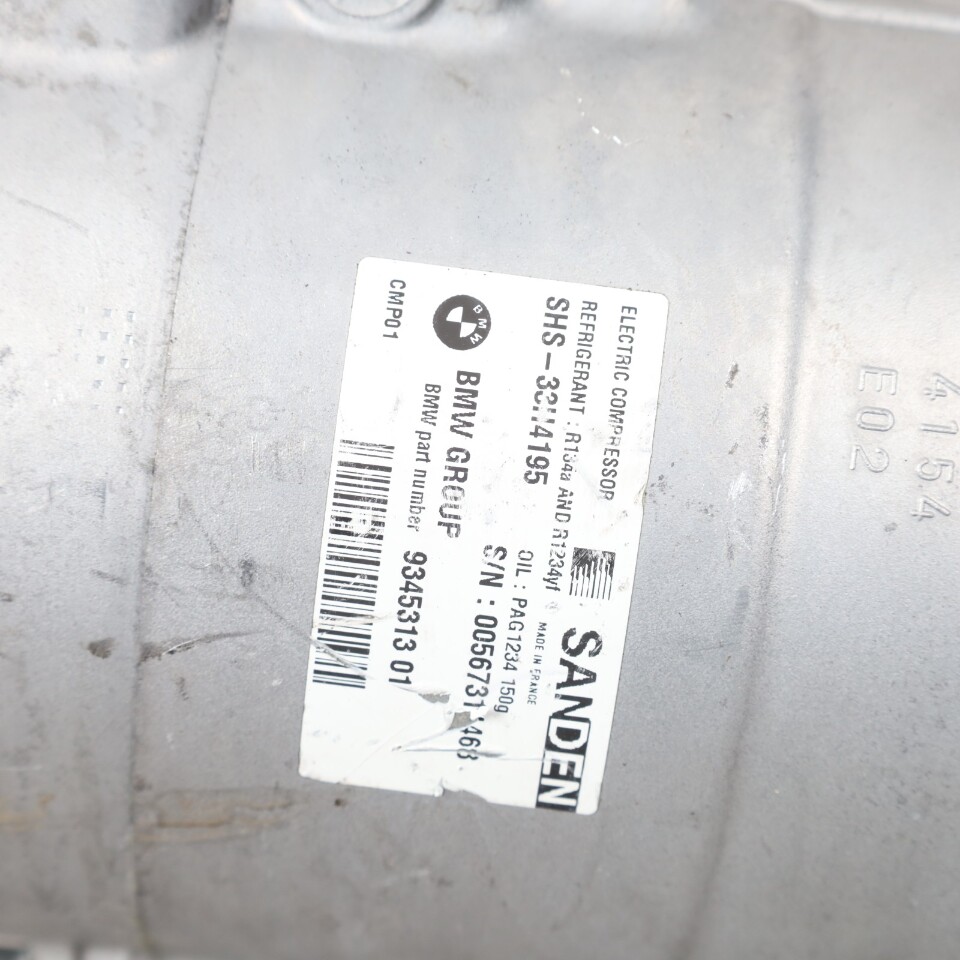 ELECTRIC COMPRESSOR
REFRIGERANT : R134a AND R1234yf
SHS-33H4195
SANDEN
MADE IN FRANCE
OIL : PAG1234 150g
BMW
BMW GROUP
S/N :
BMW part number 9345313 01
CMP01
4154
E02